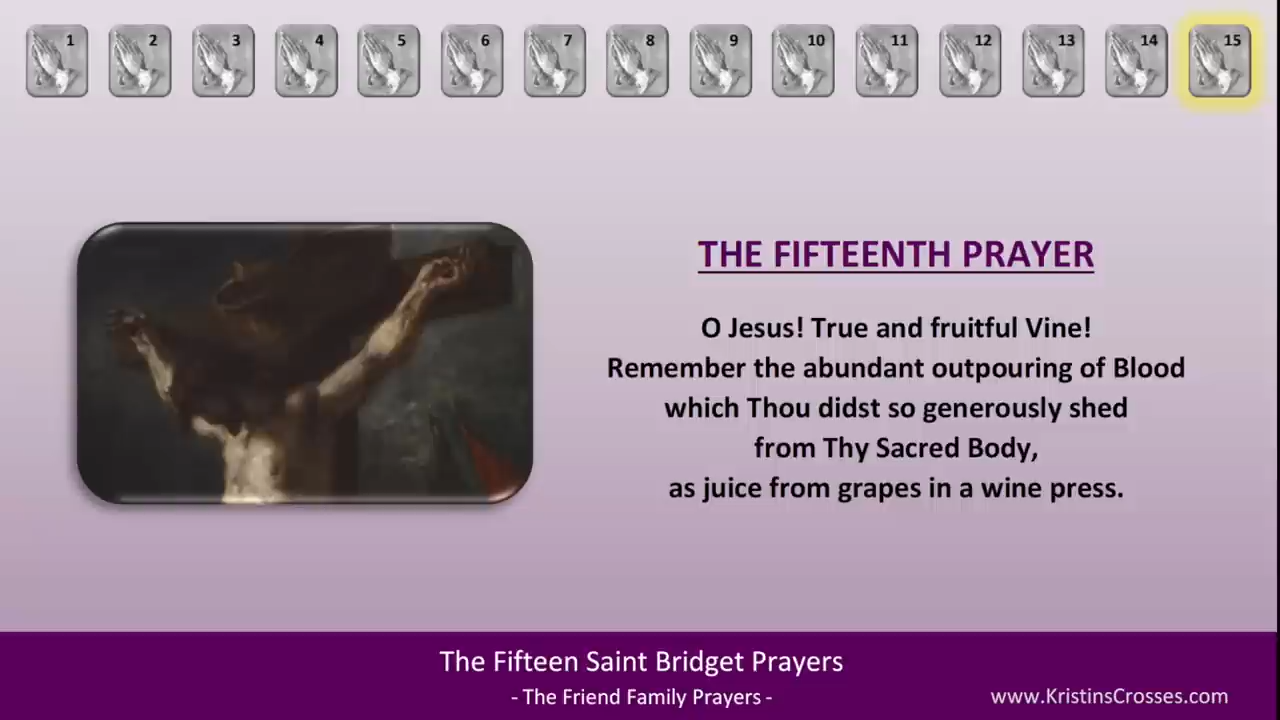 1 2 3 4 5 6 7 8 9 10 11 12 13 14 15
THE FIFTEENTH PRAYER
O Jesus! True and fruitful Vine!
Remember the abundant outpouring of Blood
which Thou didst so generously shed
from Thy Sacred Body,
as juice from grapes in a wine press.
The Fifteen Saint Bridget Prayers
- The Friend Family Prayers -
www.KristinsCrosses.com